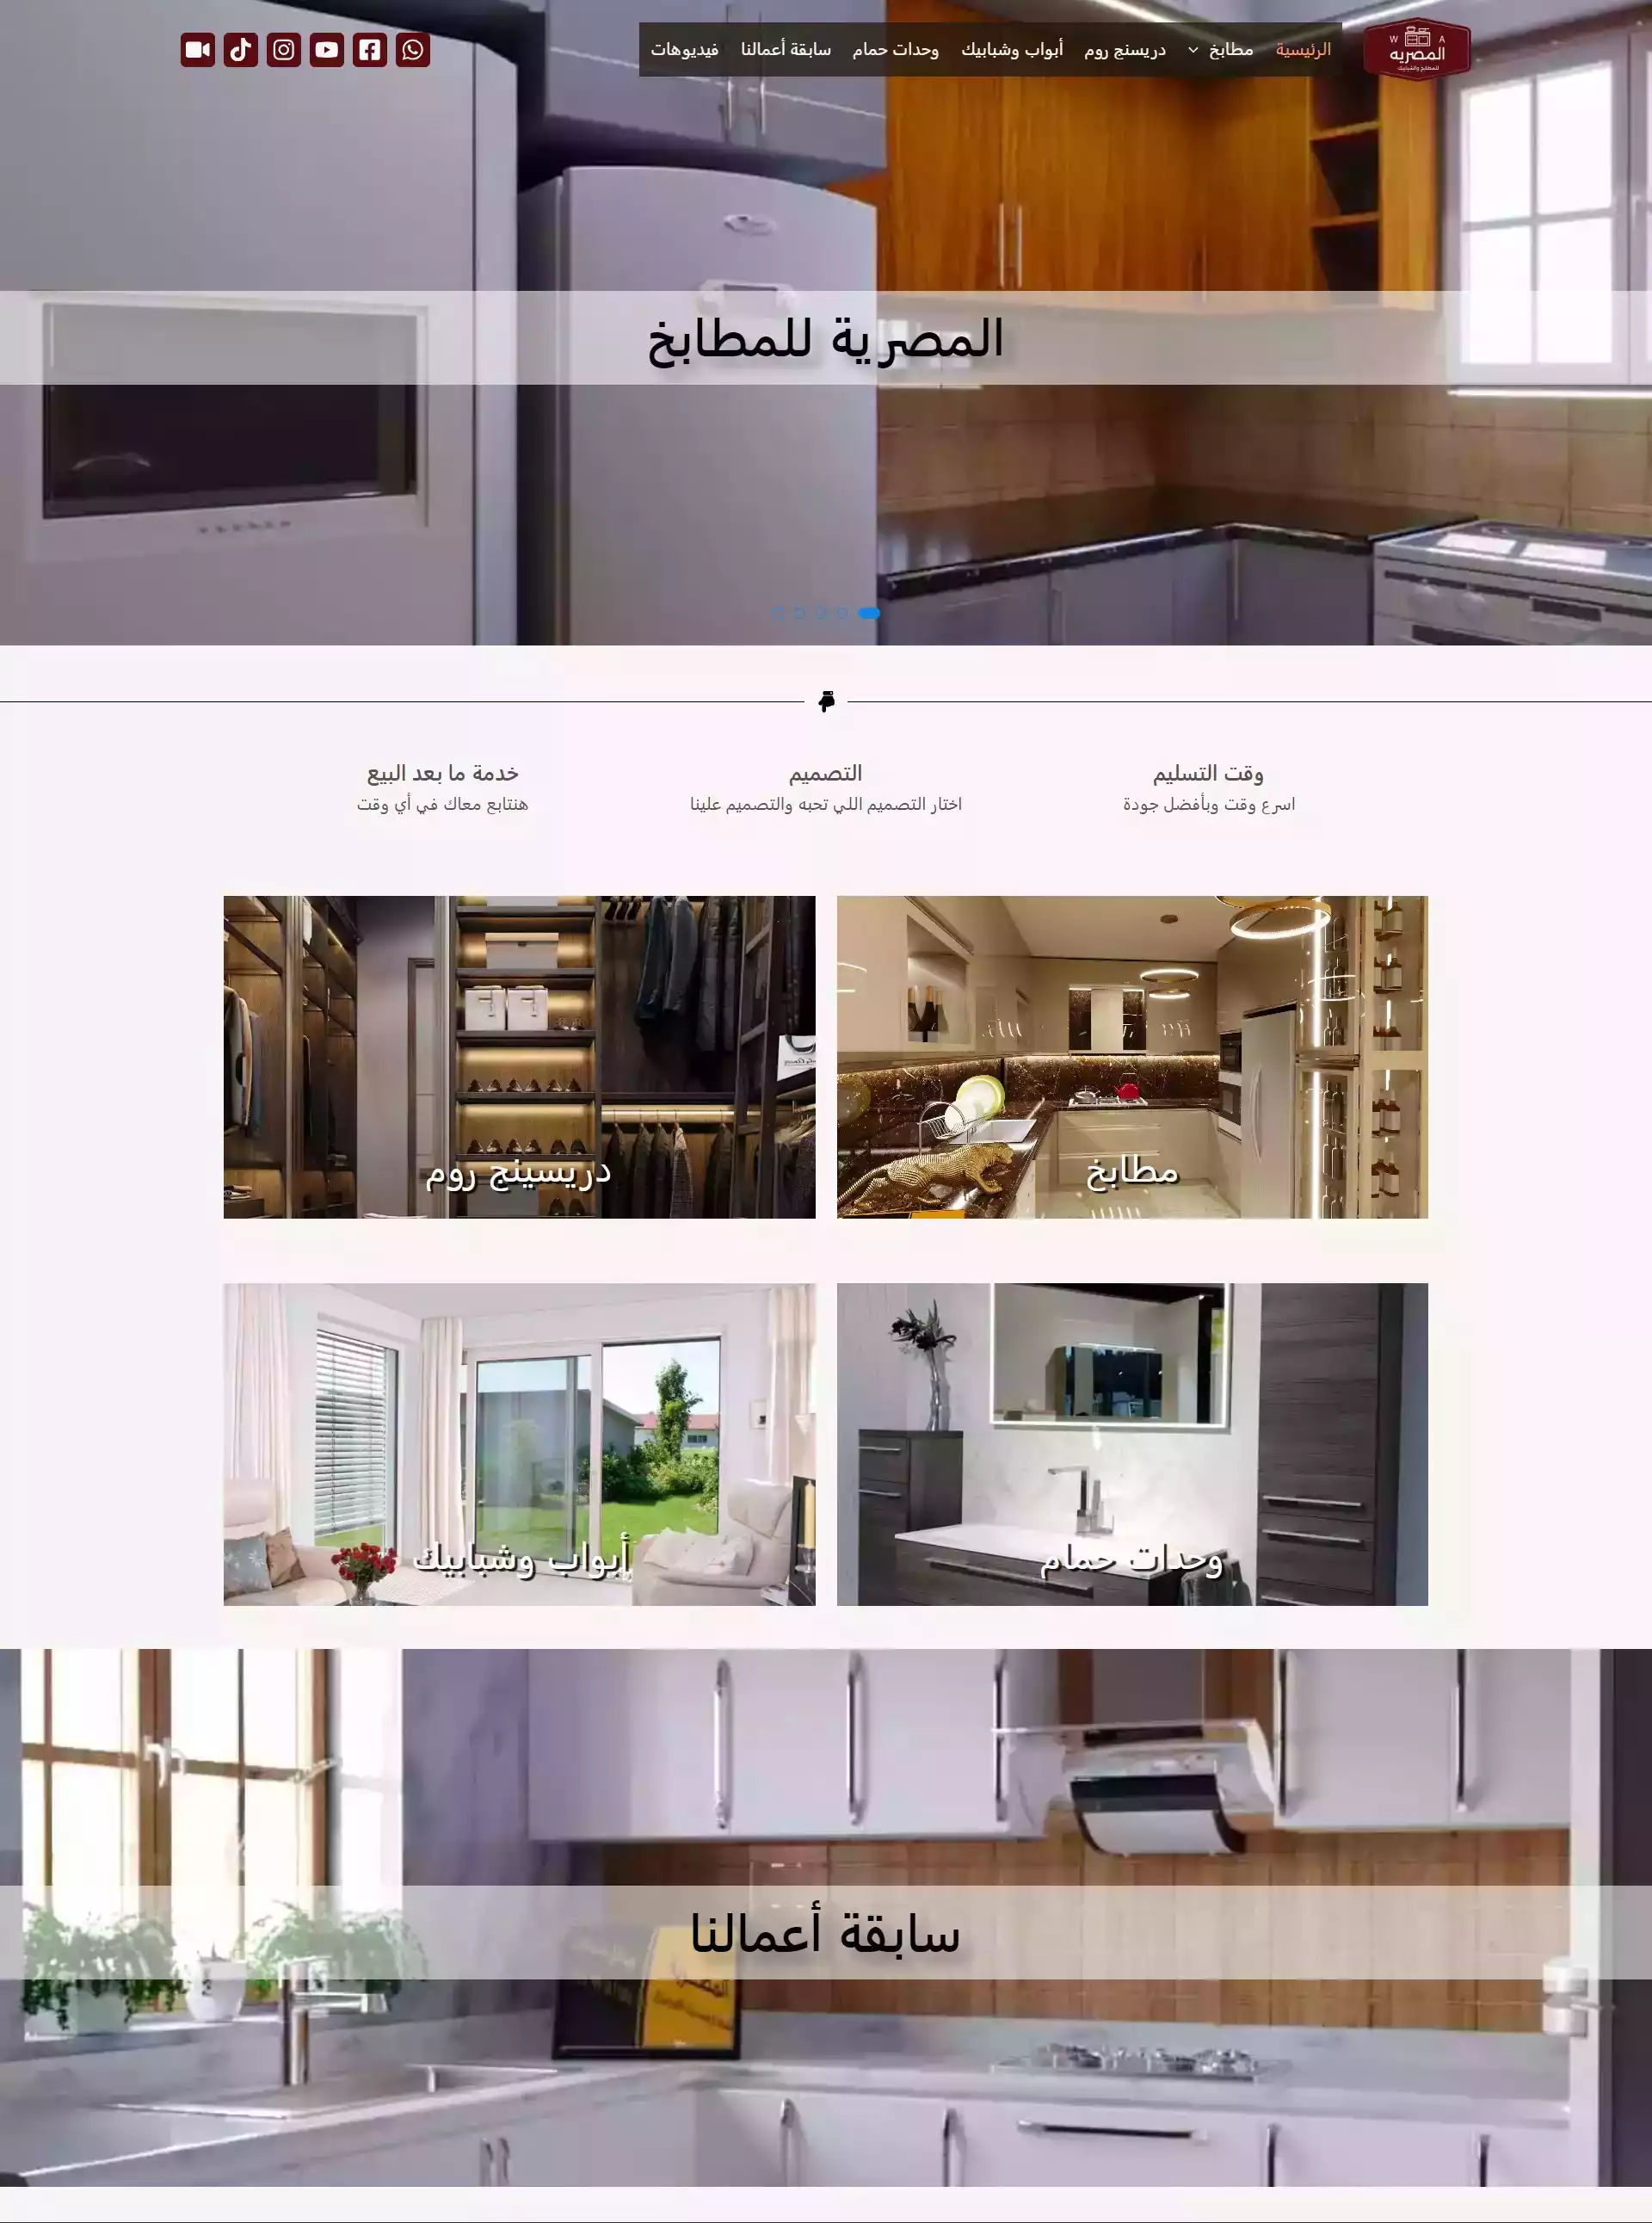 W A
المصريه
للمطابخ والشبابيك
الرئيسية
مطابخ
دريسنج روم
أبواب وشبابيك
وحدات حمام
سابقة أعمالنا
فيديوهات
المصرية للمطابخ
وقت التسليم
اسرع وقت وبأفضل جودة
التصميم
اختار التصميم اللي تحبه والتصميم علينا
خدمة ما بعد البيع
هنتابع معاك في أي وقت
مطابخ
دريسينج روم
وحدات حمام
أبواب وشبابيك
سابقة أعمالنا